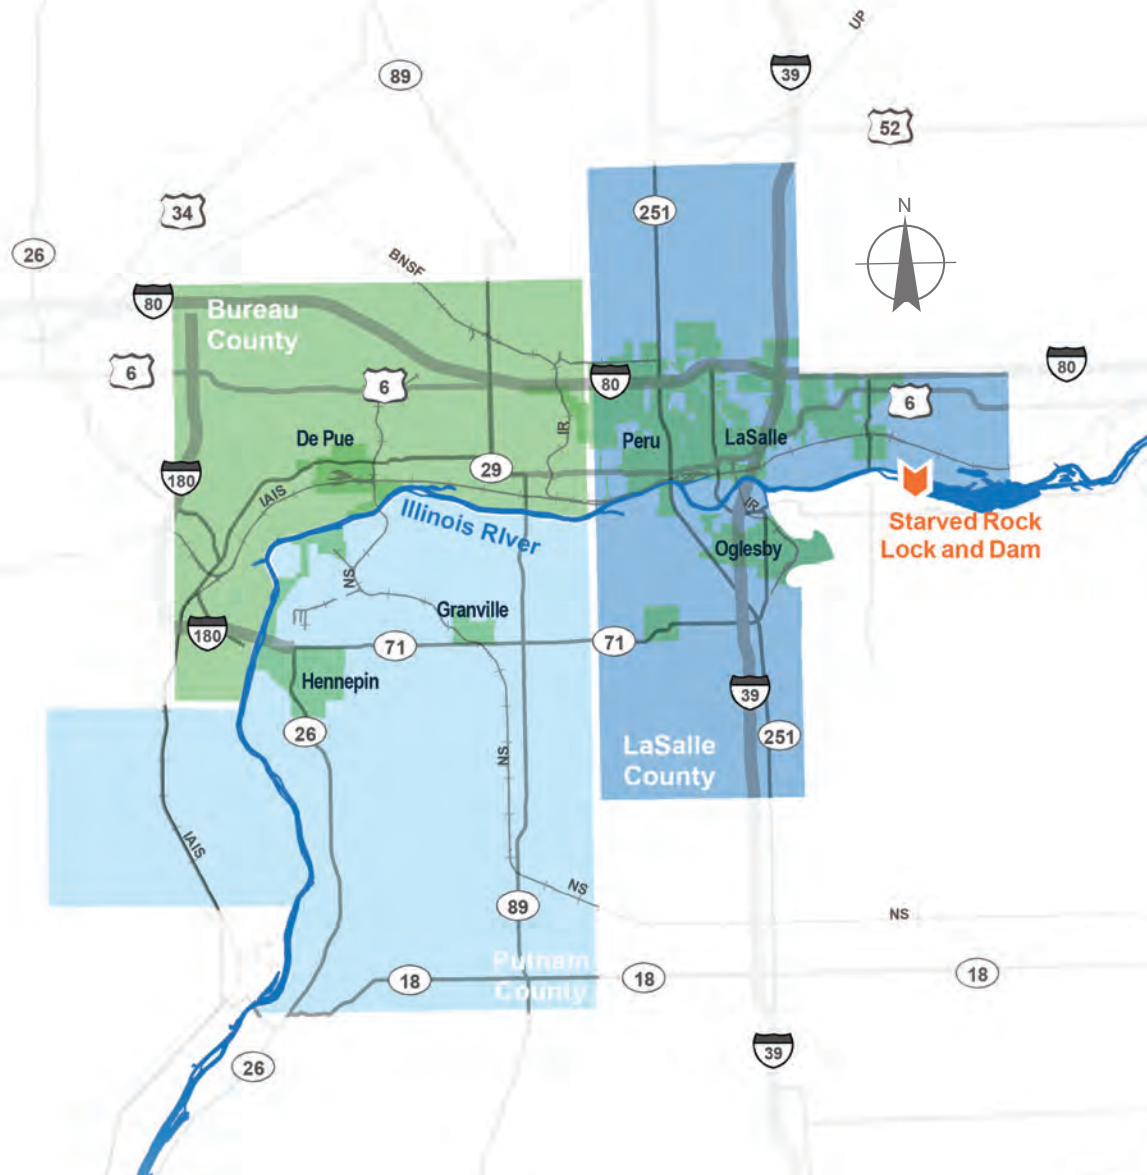 UP
89
39
52
34
N
251
26
BNSF
80
Bureau
County
80
6
80
6
6
IR
De Pue
Peru
LaSalle
29
180
IAIS
IR
Illinois RIver
Starved Rock
Lock and Dam
Oglesby
NS
Granville
180
71
71
Hennepin
39
26
251
LaSalle
County
NS
IAIS
NS
89
NS
Putnam
County
18
18
18
39
26